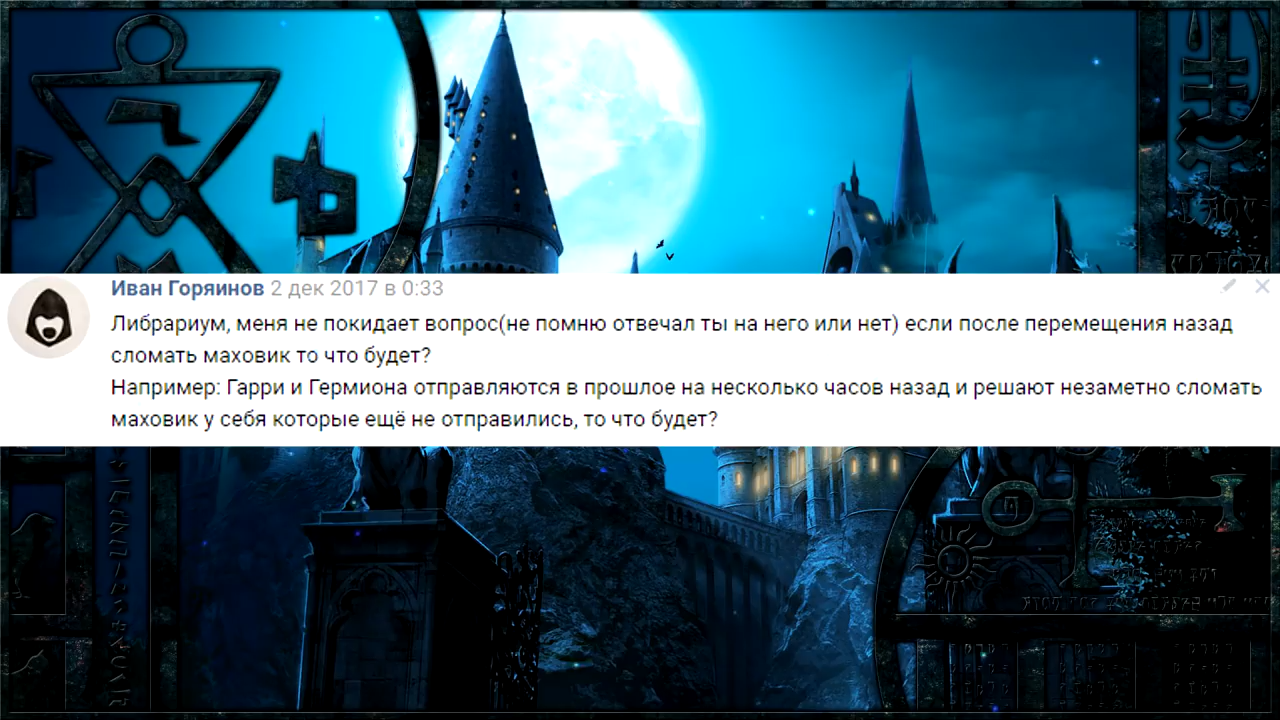 Иван Горяинов 2 дек 2017 в 0:33
Либрариум, меня не покидает вопрос(не помню отвечал ты на него или нет) если после перемещения назад
сломать маховик то что будет?
Например: Гарри и Гермиона отправляются в прошлое на несколько часов назад и решают незаметно сломать
маховик у себя которые ещё не отправились, то что будет?